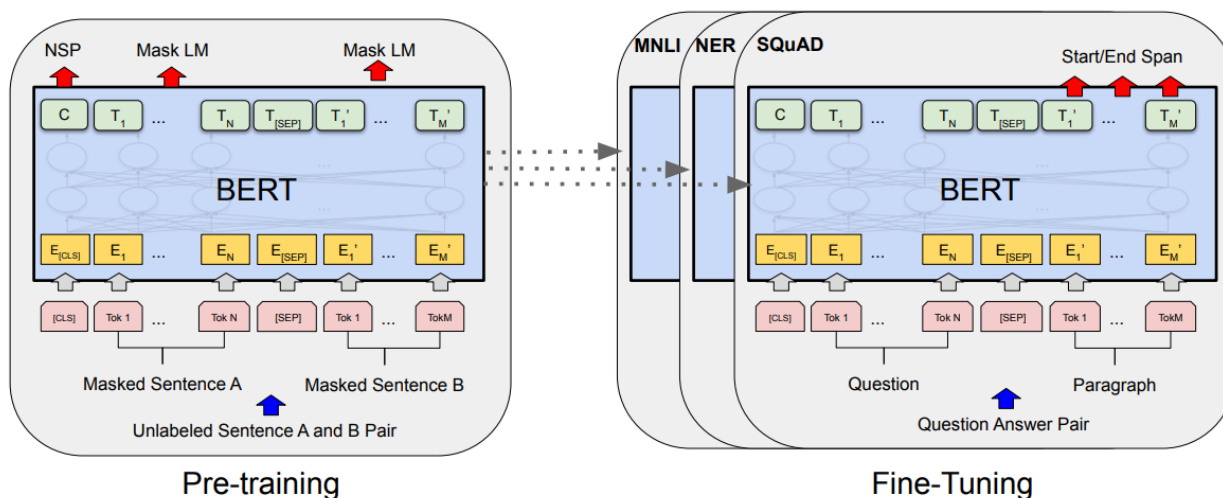 NSP Mask LM Mask LM
C T1 ... TN T[SEP] T1' ... TM'
...
BERT
...
E[CLS] E1 ... EN E[SEP] E1' ... EM'
[CLS] Tok 1 ... Tok N [SEP] Tok 1 ... TokM
Masked Sentence A Masked Sentence B
Unlabeled Sentence A and B Pair
Pre-training
MNLI NER SQuAD
Start/End Span
C T1 ... TN T[SEP] T1' ... TM'
...
BERT
...
E[CLS] E1 ... EN E[SEP] E1' ... EM'
[CLS] Tok 1 ... Tok N [SEP] Tok 1 ... TokM
Question Paragraph
Question Answer Pair
Fine-Tuning